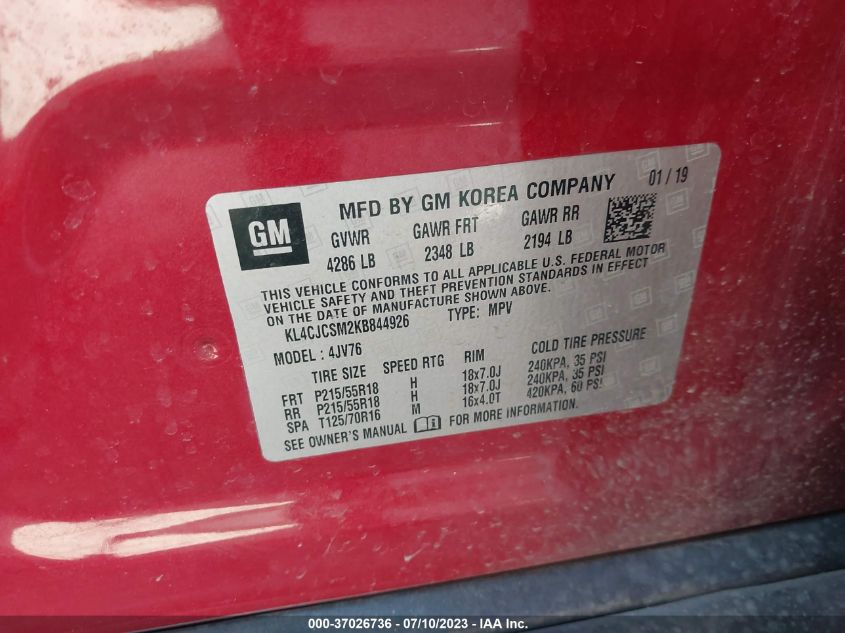 GM
MFD BY GM KOREA COMPANY 01 / 19
GVWR GAWR FRT GAWR RR
4286 LB 2348 LB 2194 LB
THIS VEHICLE CONFORMS TO ALL APPLICABLE U.S. FEDERAL MOTOR
VEHICLE SAFETY AND THEFT PREVENTION STANDARDS IN EFFECT
ON THE DATE OF MANUFACTURE SHOWN ABOVE.
KL4CJCSM2KB844926 TYPE: MPV
MODEL : 4JV76
TIRE SIZE SPEED RTG RIM COLD TIRE PRESSURE
FRT P215/55R18 H 18x7.0J 240KPA, 35 PSI
RR P215/55R18 H 18x7.0J 240KPA, 35 PSI
SPA T125/70R16 M 16x4.0T 420KPA, 60 PSI
SEE OWNER'S MANUAL FOR MORE INFORMATION.
000-37026736 - 07/10/2023 - IAA Inc.